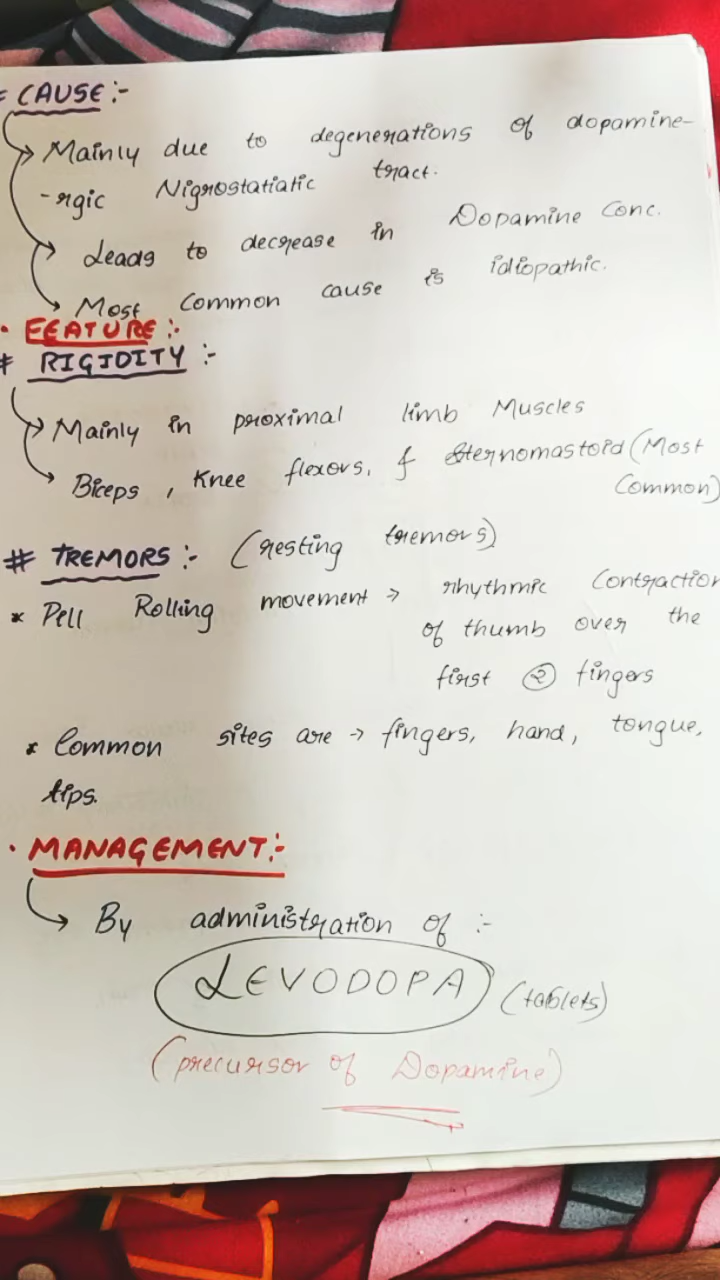 # CAUSE :-
Mainly due to degenerations of dopamine-
-rgic Nigrostatiatic tract.
Leads to decrease in Dopamine Conc.
Most Common cause is idiopathic.
• FEATURE :-
# RIGIDITY :-
Mainly in proximal limb Muscles
Biceps, Knee flexors, & Sternomastoid (Most
Common)
# TREMORS :- (resting tremors)
* Pell Rolling movement → rhythmic Contraction
of thumb over the
first ② fingers
* Common sites are → fingers, hand, tongue,
lips.
• MANAGEMENT :-
By administration of :-
LEVODOPA (tablets)
(precursor of Dopamine)